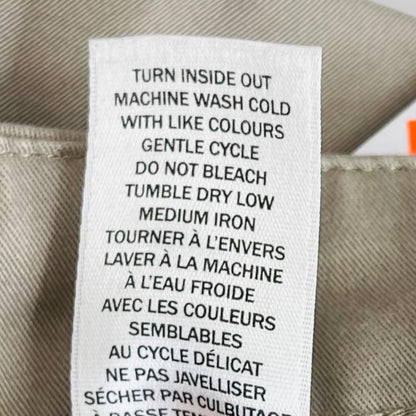 TURN INSIDE OUT
MACHINE WASH COLD
WITH LIKE COLOURS
GENTLE CYCLE
DO NOT BLEACH
TUMBLE DRY LOW
MEDIUM IRON
TOURNER À L'ENVERS
LAVER À LA MACHINE
À L'EAU FROIDE
AVEC LES COULEURS
SEMBLABLES
AU CYCLE DÉLICAT
NE PAS JAVELLISER
SÉCHER PAR CULBUTAGE
À BASSE